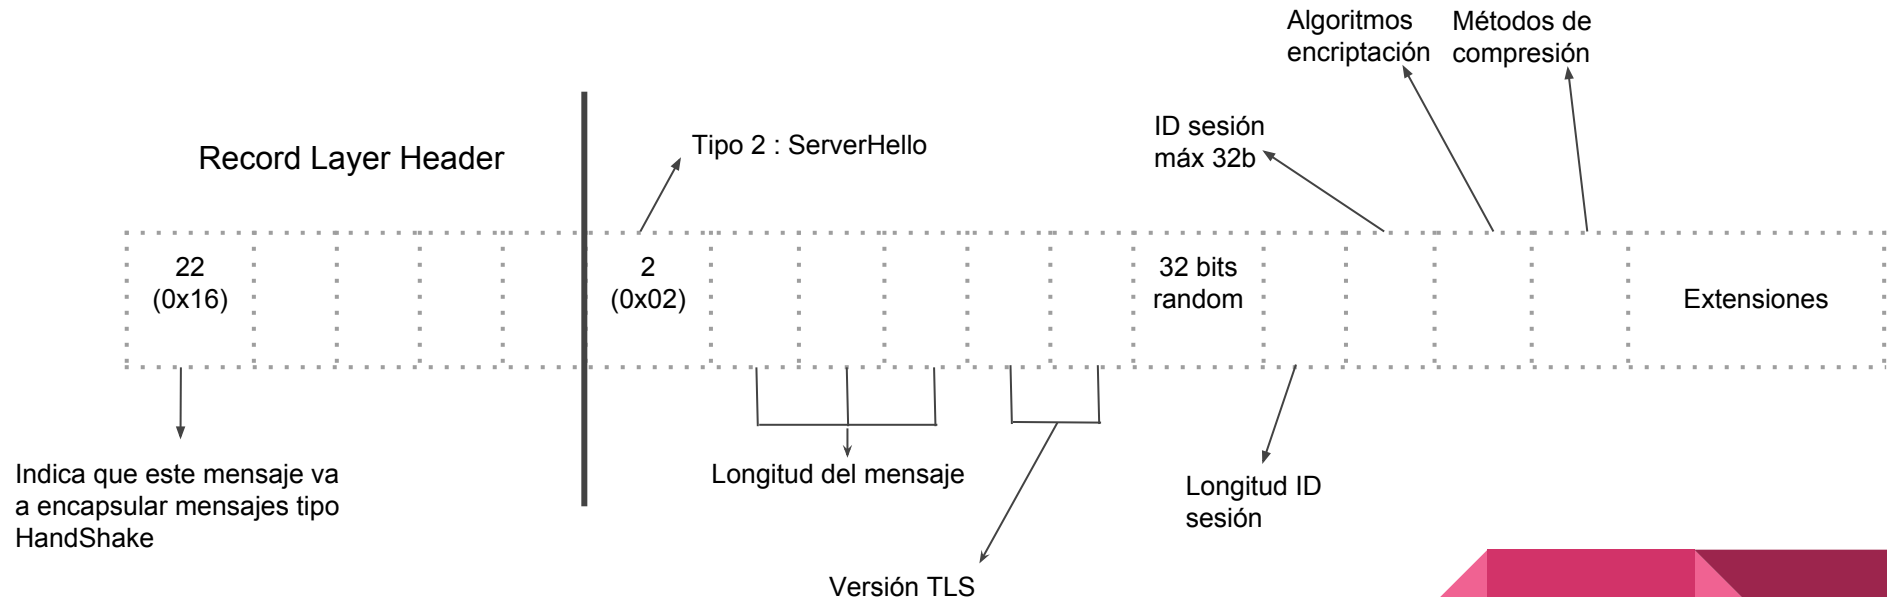 Algoritmos
encriptación
Métodos de
compresión
ID sesión
máx 32b
Tipo 2 : ServerHello
Record Layer Header
22
(0x16)
2
(0x02)
32 bits
random
Extensiones
Indica que este mensaje va
a encapsular mensajes tipo
HandShake
Longitud del mensaje
Longitud ID
sesión
Versión TLS